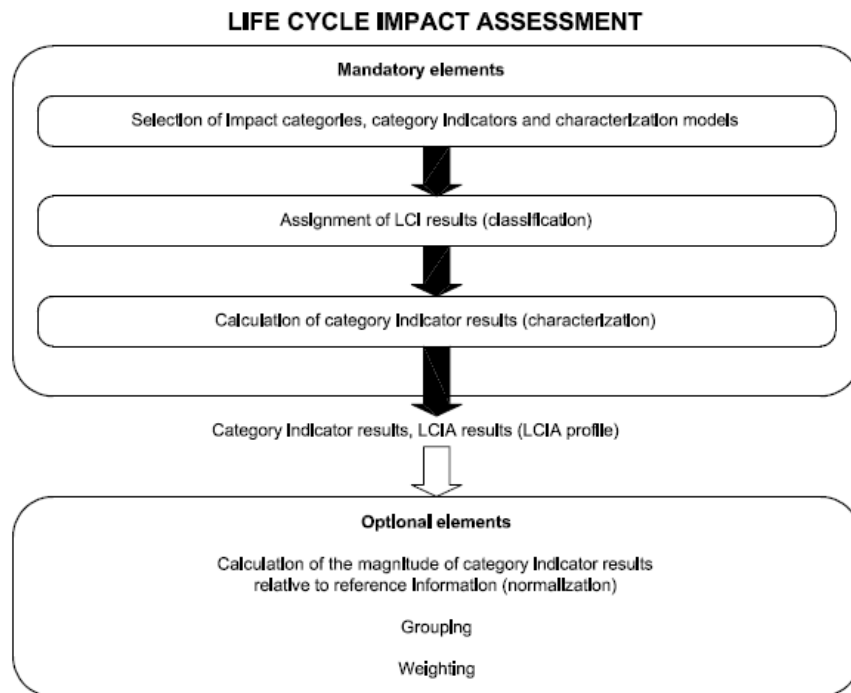 LIFE CYCLE IMPACT ASSESSMENT
Mandatory elements
Selection of impact categories, category indicators and characterization models
Assignment of LCI results (classification)
Calculation of category indicator results (characterization)
Category indicator results, LCIA results (LCIA profile)
Optional elements
Calculation of the magnitude of category indicator results
relative to reference information (normalization)
Grouping
Weighting